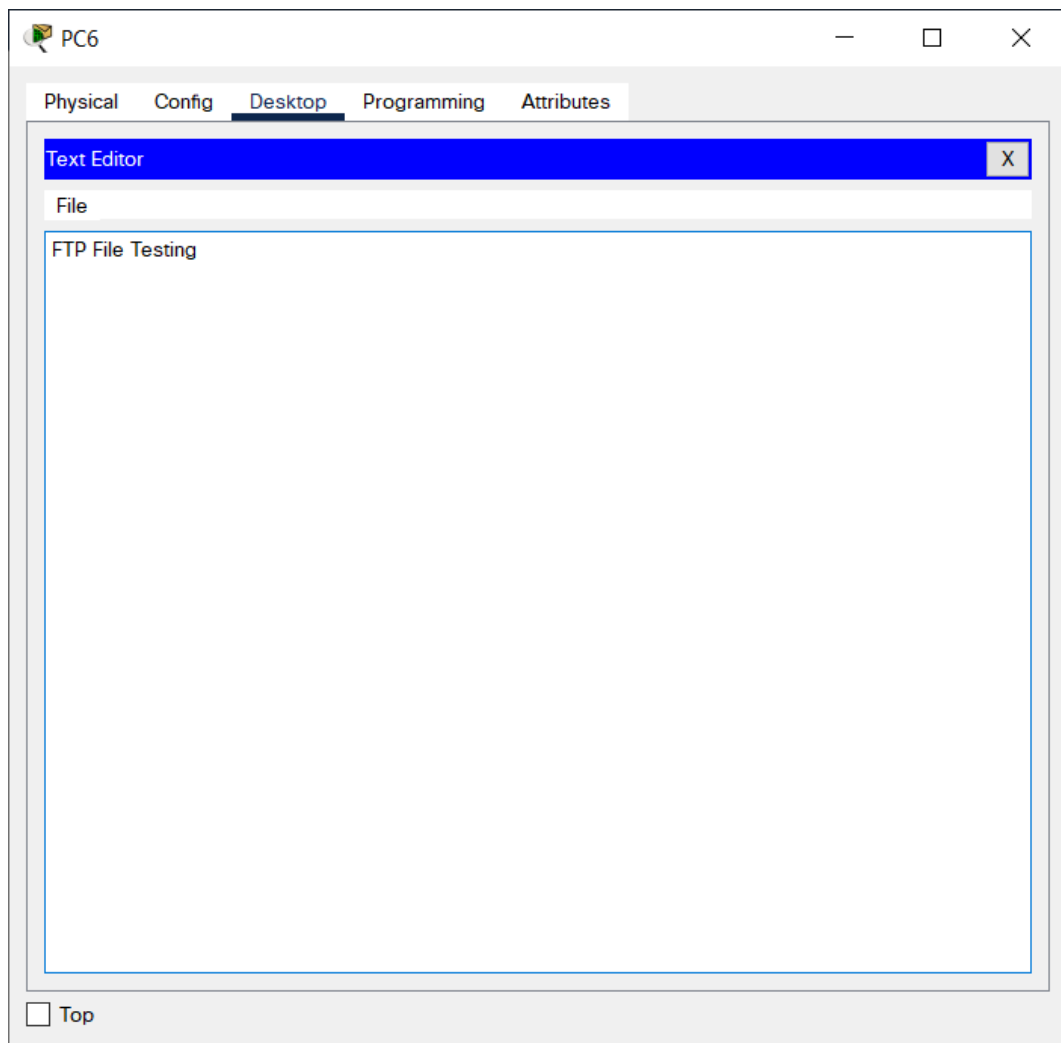 PC6
Physical Config Desktop Programming Attributes
Text Editor X
File
FTP File Testing
Top